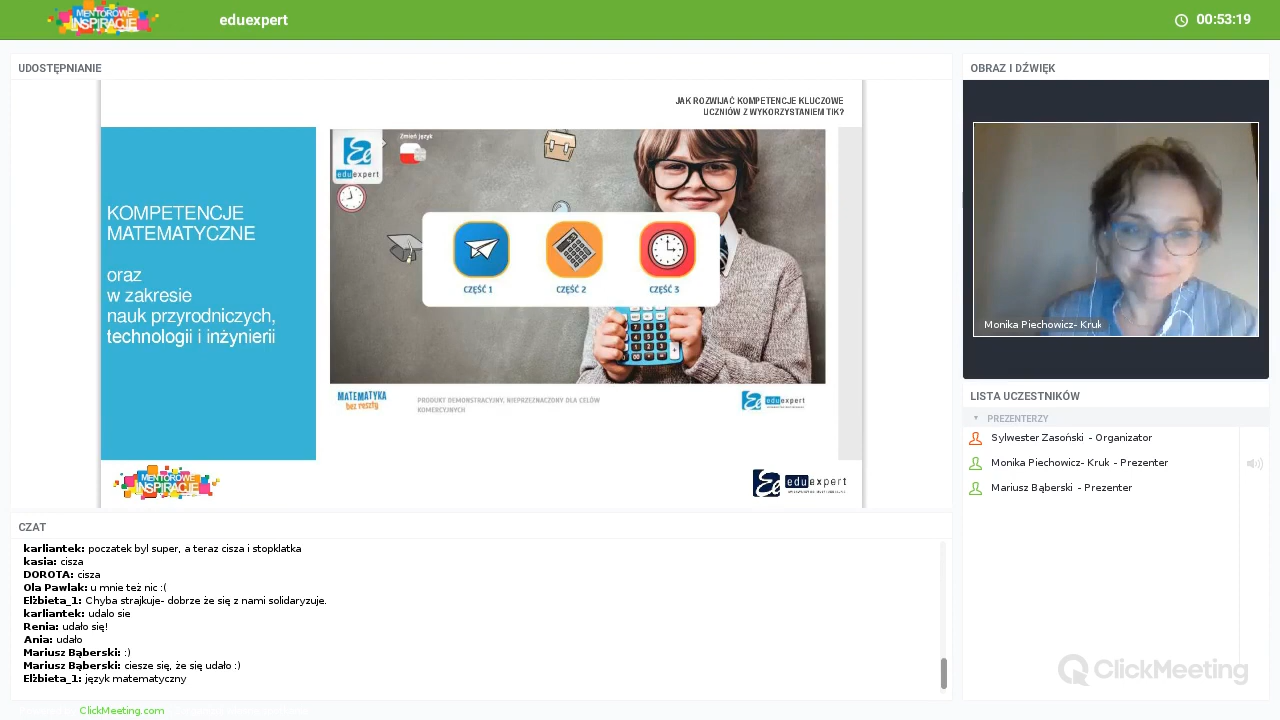 MENTOROWE
INSPIRACJE
eduexpert
00:53:19
UDOSTĘPNIANIE
JAK ROZWIJAĆ KOMPETENCJE KLUCZOWE
UCZNIÓW Z WYKORZYSTANIEM TIK?
KOMPETENCJE
MATEMATYCZNE
oraz
w zakresie
nauk przyrodniczych,
technologii i inżynierii
eduexpert
Zmień język
CZĘŚĆ 1
CZĘŚĆ 2
CZĘŚĆ 3
MATEMATYKA
bez reszty
PRODUKT DEMONSTRACYJNY, NIEPRZEZNACZONY DLA CELÓW
KOMERCYJNYCH
eduexpert
MENTOROWE
INSPIRACJE
eduexpert
CZAT
karliantek: poczatek byl super, a teraz cisza i stopklatka
kasia: cisza
DOROTA: cisza
Ola Pawlak: u mnie też nic :(
Elżbieta_1: Chyba strajkuje- dobrze że się z nami solidaryzuje.
karliantek: udalo sie
Renia: udało się!
Ania: udało
Mariusz Bąberski: :)
Mariusz Bąberski: ciesze się, że się udało :)
Elżbieta_1: język matematyczny
ClickMeeting.com
OBRAZ I DŹWIĘK
Monika Piechowicz- Kruk
LISTA UCZESTNIKÓW
PREZENTERZY
Sylwester Zasoński - Organizator
Monika Piechowicz- Kruk - Prezenter
Mariusz Bąberski - Prezenter
ClickMeeting